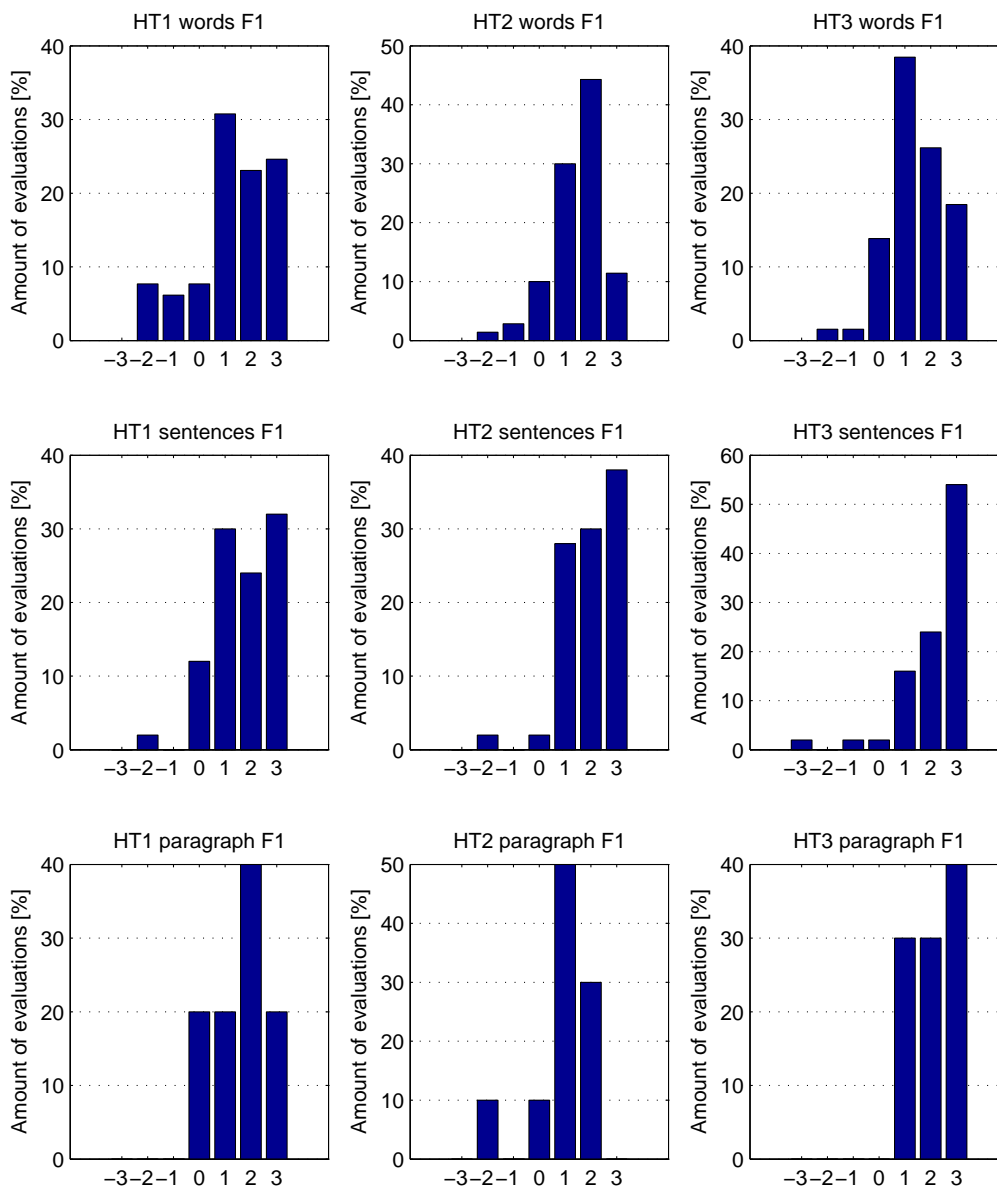 HT1 words F1
HT2 words F1
HT3 words F1
Amount of evaluations [%]
40
30
20
10
0
−3 −2 −1 0 1 2 3
Amount of evaluations [%]
50
40
30
20
10
0
−3 −2 −1 0 1 2 3
Amount of evaluations [%]
40
30
20
10
0
−3 −2 −1 0 1 2 3
HT1 sentences F1
HT2 sentences F1
HT3 sentences F1
Amount of evaluations [%]
40
30
20
10
0
−3 −2 −1 0 1 2 3
Amount of evaluations [%]
40
30
20
10
0
−3 −2 −1 0 1 2 3
Amount of evaluations [%]
60
50
40
30
20
10
0
−3 −2 −1 0 1 2 3
HT1 paragraph F1
HT2 paragraph F1
HT3 paragraph F1
Amount of evaluations [%]
40
30
20
10
0
−3 −2 −1 0 1 2 3
Amount of evaluations [%]
50
40
30
20
10
0
−3 −2 −1 0 1 2 3
Amount of evaluations [%]
40
30
20
10
0
−3 −2 −1 0 1 2 3